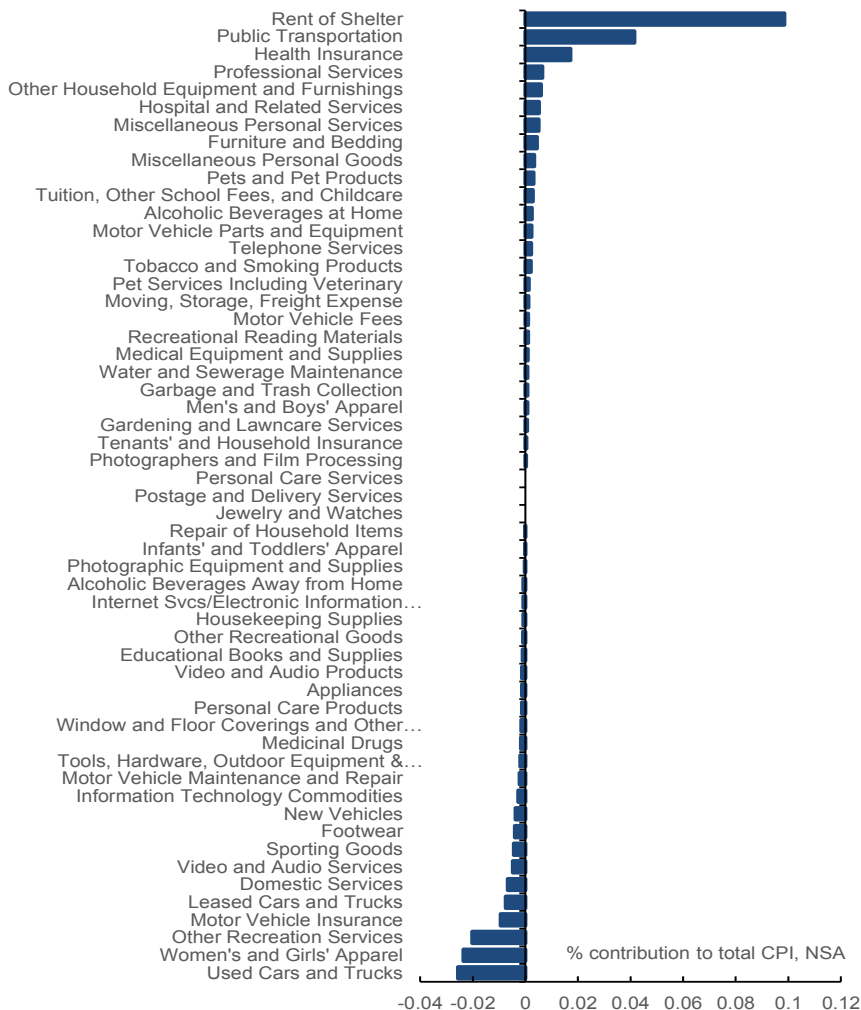 Rent of Shelter
Public Transportation
Health Insurance
Professional Services
Other Household Equipment and Furnishings
Hospital and Related Services
Miscellaneous Personal Services
Furniture and Bedding
Miscellaneous Personal Goods
Pets and Pet Products
Tuition, Other School Fees, and Childcare
Alcoholic Beverages at Home
Motor Vehicle Parts and Equipment
Telephone Services
Tobacco and Smoking Products
Pet Services Including Veterinary
Moving, Storage, Freight Expense
Motor Vehicle Fees
Recreational Reading Materials
Medical Equipment and Supplies
Water and Sewerage Maintenance
Garbage and Trash Collection
Men's and Boys' Apparel
Gardening and Lawncare Services
Tenants' and Household Insurance
Photographers and Film Processing
Personal Care Services
Postage and Delivery Services
Jewelry and Watches
Repair of Household Items
Infants' and Toddlers' Apparel
Photographic Equipment and Supplies
Alcoholic Beverages Away from Home
Internet Svcs/Electronic Information…
Housekeeping Supplies
Other Recreational Goods
Educational Books and Supplies
Video and Audio Products
Appliances
Personal Care Products
Window and Floor Coverings and Other…
Medicinal Drugs
Tools, Hardware, Outdoor Equipment &…
Motor Vehicle Maintenance and Repair
Information Technology Commodities
New Vehicles
Footwear
Sporting Goods
Video and Audio Services
Domestic Services
Leased Cars and Trucks
Motor Vehicle Insurance
Other Recreation Services
Women's and Girls' Apparel
Used Cars and Trucks
% contribution to total CPI, NSA
-0.04 -0.02 0 0.02 0.04 0.06 0.08 0.1 0.12